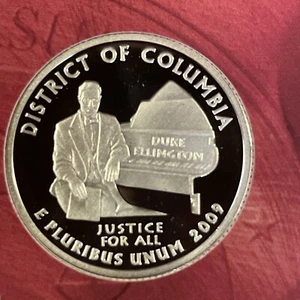 DISTRICT OF COLUMBIA
DUKE
ELLINGTON
JUSTICE
FOR ALL
E PLURIBUS UNUM 2009